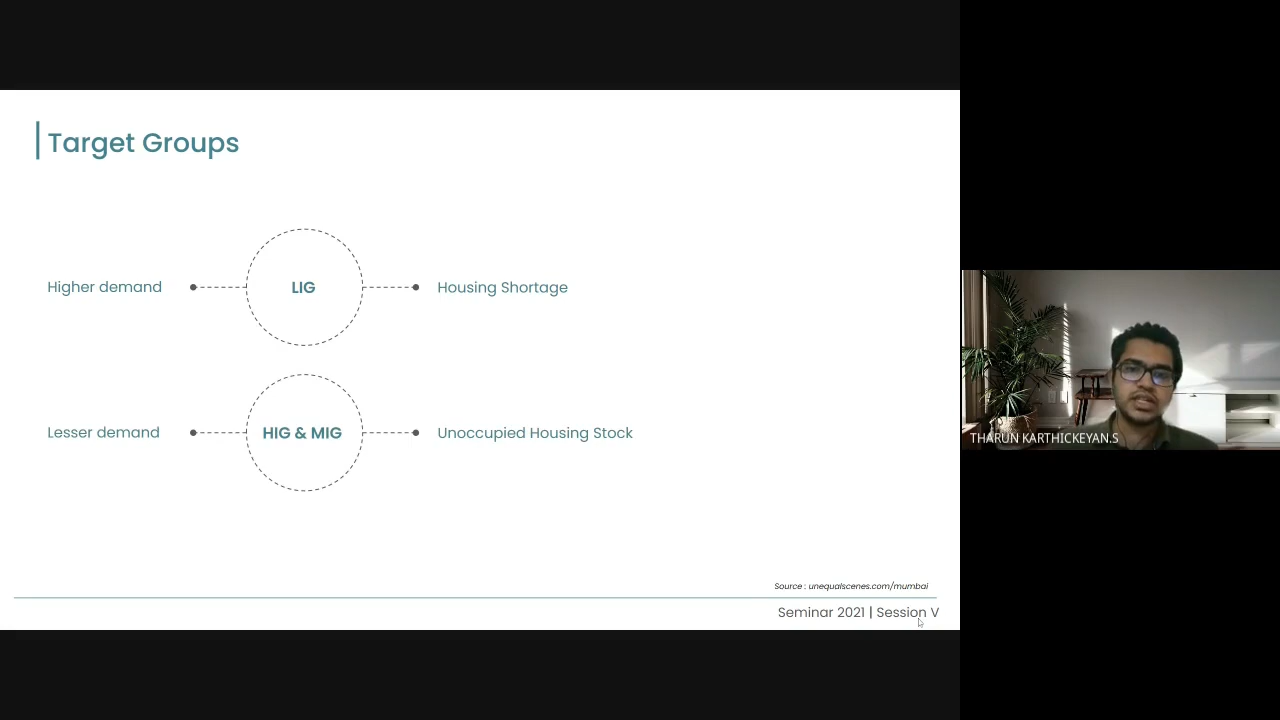 Target Groups
Higher demand LIG Housing Shortage
Lesser demand HIG & MIG Unoccupied Housing Stock
Source : unequalscenes.com/mumbai
Seminar 2021 | Session V
THARUN KARTHICKEYAN.S